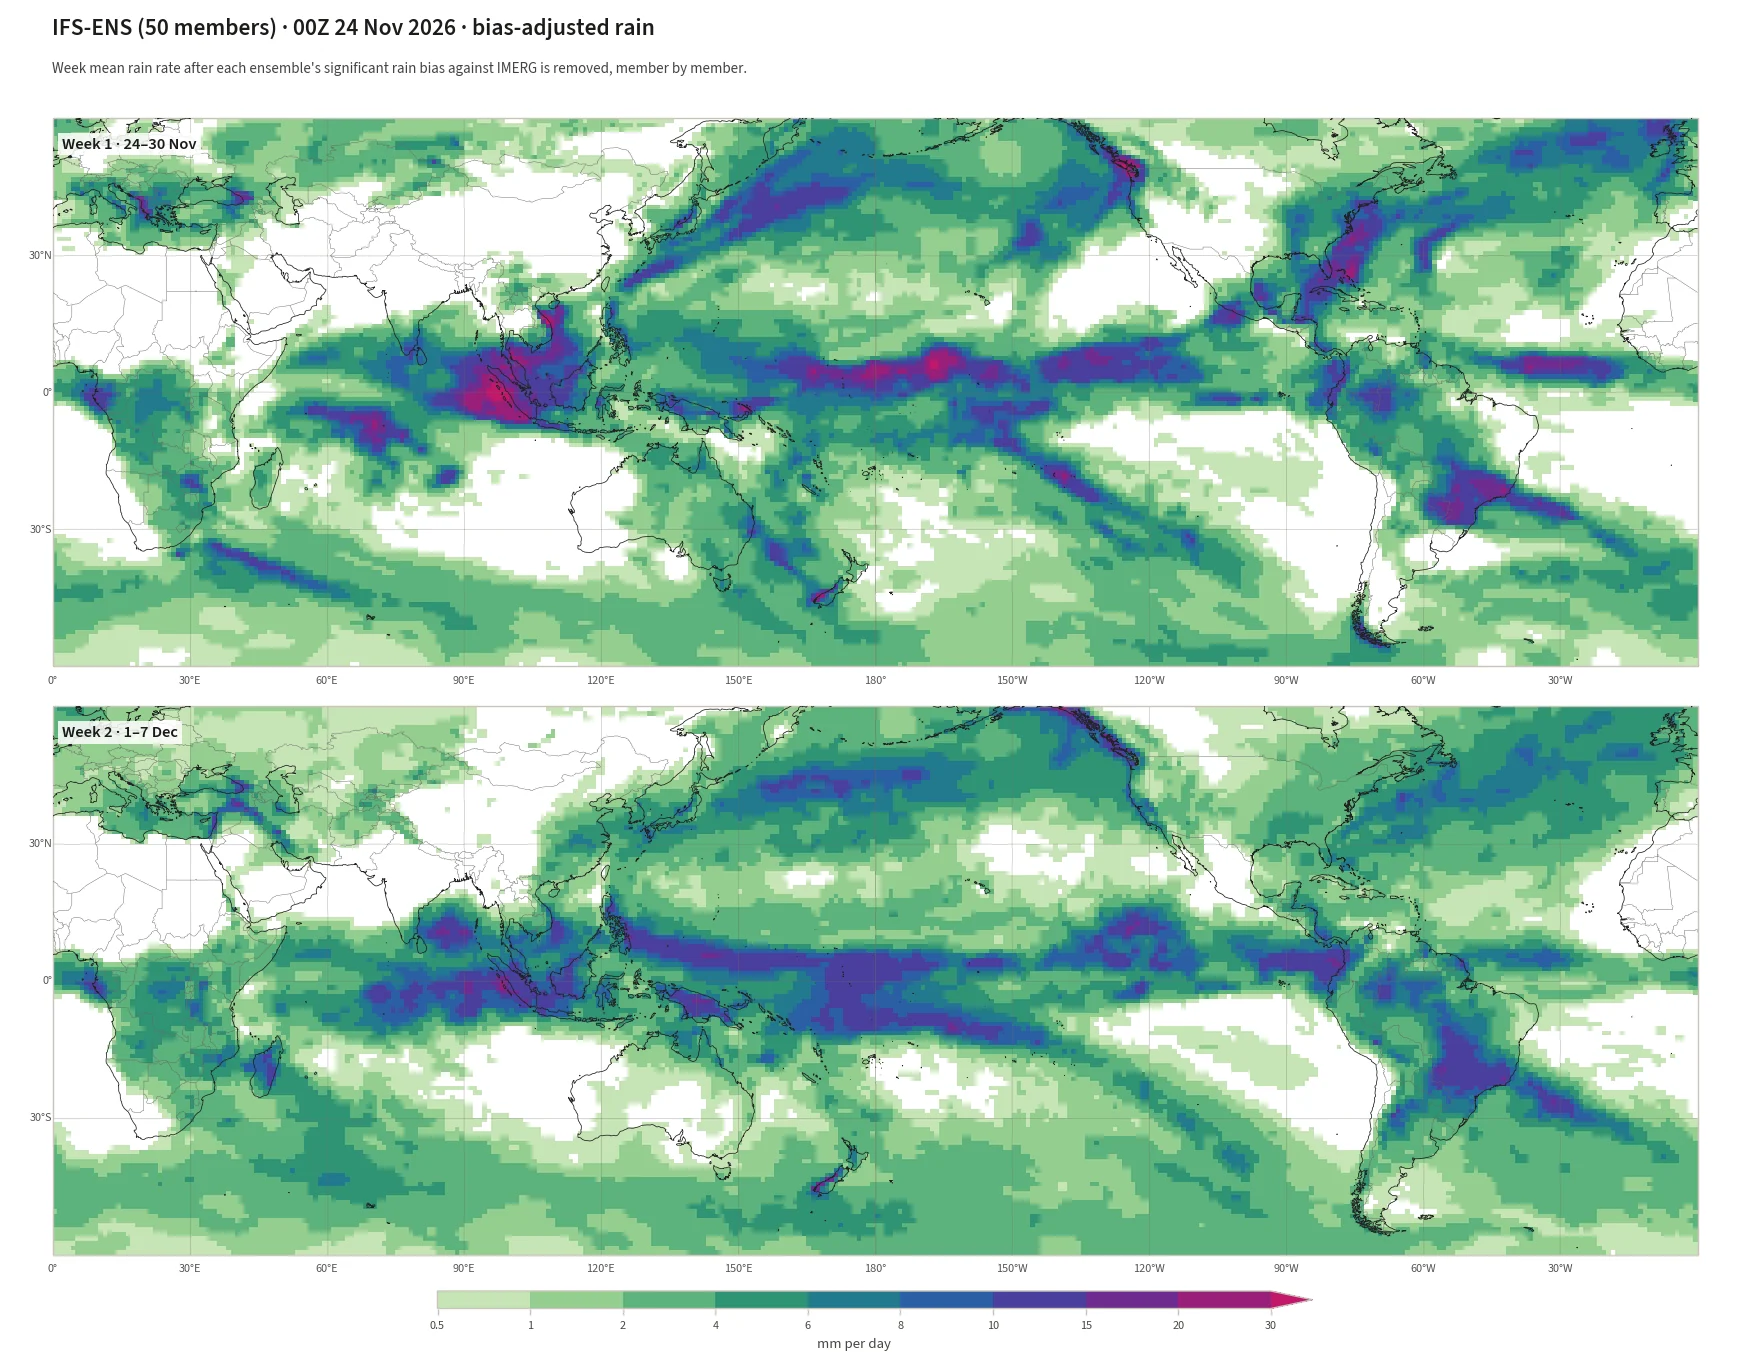 IFS-ENS (50 members) · 00Z 24 Nov 2026 · bias-adjusted rain
Week mean rain rate after each ensemble's significant rain bias against IMERG is removed, member by member.
Week 1 · 24–30 Nov
30°N
0°
30°S
0° 30°E 60°E 90°E 120°E 150°E 180° 150°W 120°W 90°W 60°W 30°W
Week 2 · 1–7 Dec
30°N
0°
30°S
0° 30°E 60°E 90°E 120°E 150°E 180° 150°W 120°W 90°W 60°W 30°W
0.5 1 2 4 6 8 10 15 20 30
mm per day